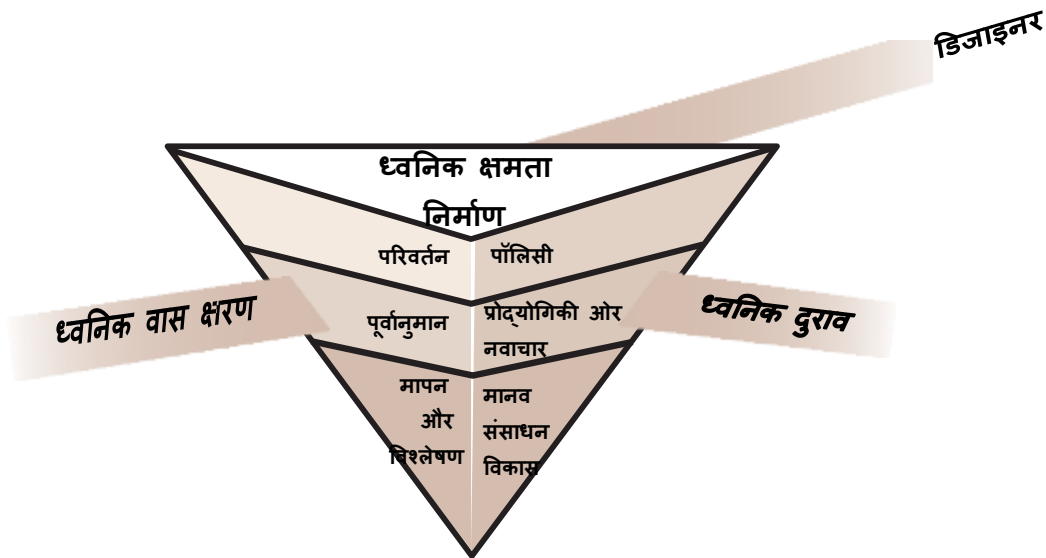 डिजाइनर
ध्वनिक क्षमता
निर्माण
परिवर्तन
पॉलिसी
ध्वनिक वास क्षरण
पूर्वानुमान
प्रोद्योगिकी ओर
नवाचार
ध्वनिक दुराव
मापन
और
विश्लेषण
मानव
संसाधन
विकास